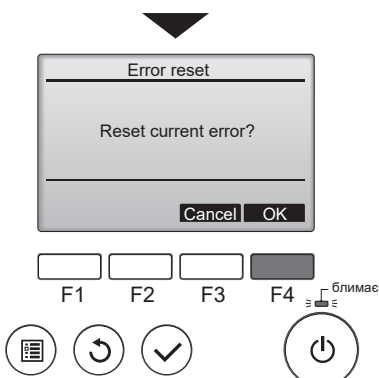 Error reset
Reset current error?
Cancel OK
F1 F2 F3 F4
блимає